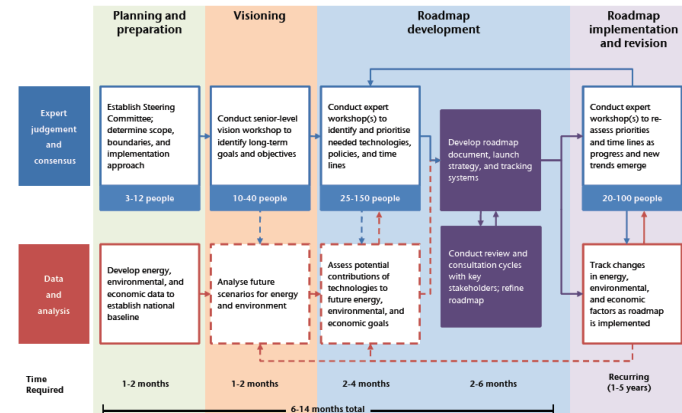 Planning and
preparation
Visioning
Roadmap
development
Roadmap
implementation
and revision
Expert
judgement
and
consensus
Establish Steering
Committee;
determine scope,
boundaries, and
implementation
approach
3-12 people
Conduct senior-level
vision workshop to
identify long-term
goals and objectives
10-40 people
Conduct expert
workshop(s) to
identify and prioritise
needed technologies,
policies, and time
lines
25-150 people
Develop roadmap
document, launch
strategy, and tracking
systems
Conduct expert
workshop(s) to re-
assess priorities
and time lines as
progress and new
trends emerge
20-100 people
Data
and
analysis
Develop energy,
environmental, and
economic data to
establish national
baseline
Analyse future
scenarios for energy
and environment
Assess potential
contributions of
technologies to
future energy,
environmental, and
economic goals
Conduct review and
consultation cycles
with key
stakeholders; refine
roadmap
Track changes
in energy,
environmental,
and economic
factors as roadmap
is implemented
Time
Required
1-2 months
1-2 months
2-4 months
2-6 months
Recurring
(1-5 years)
6-14 months total